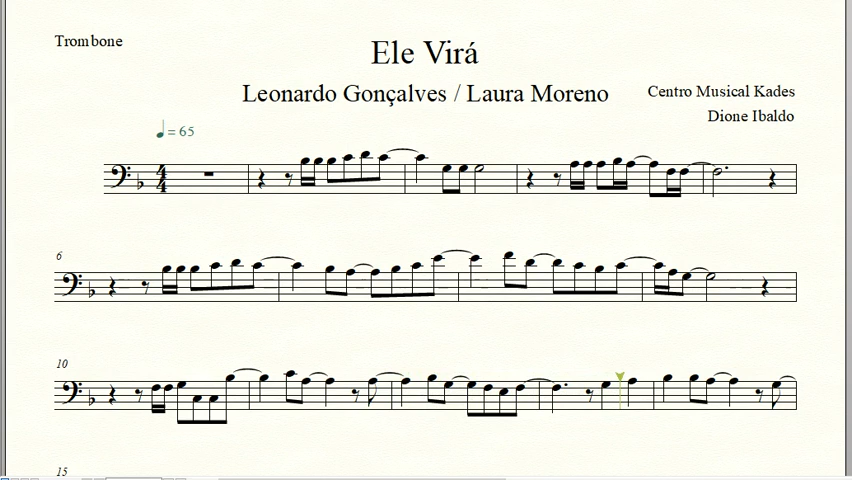 Trombone
Ele Virá
Leonardo Gonçalves / Laura Moreno
Centro Musical Kades
Dione Ibaldo
= 65
4
4
6
10
15